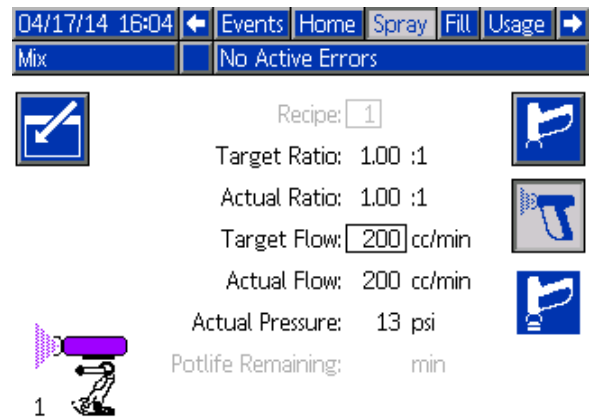 04/17/14 16:04 Events Home Spray Fill Usage
Mix No Active Errors
Recipe: 1
Target Ratio: 1.00 :1
Actual Ratio: 1.00 :1
Target Flow: 200 cc/min
Actual Flow: 200 cc/min
Actual Pressure: 13 psi
Potlife Remaining: min
1